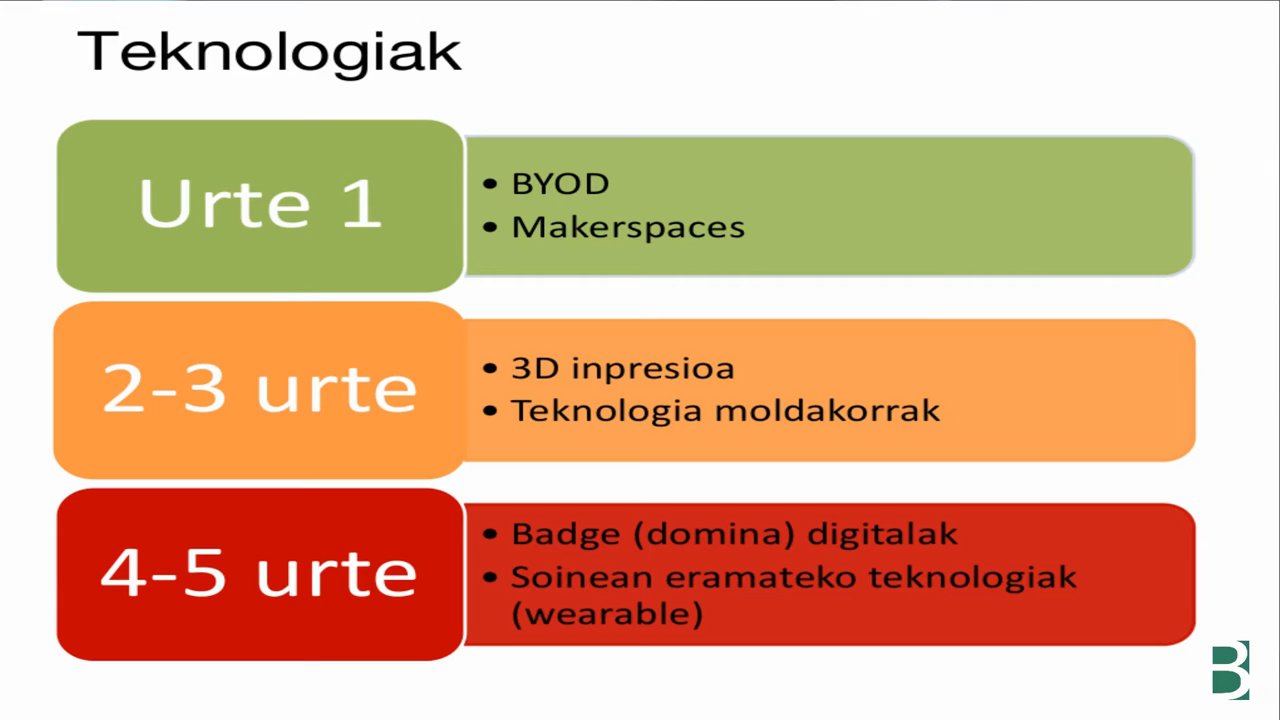 Teknologiak
Urte 1
• BYOD
• Makerspaces
2-3 urte
• 3D inpresioa
• Teknologia moldakorrak
4-5 urte
• Badge (domina) digitalak
• Soinean eramateko teknologiak
(wearable)
B